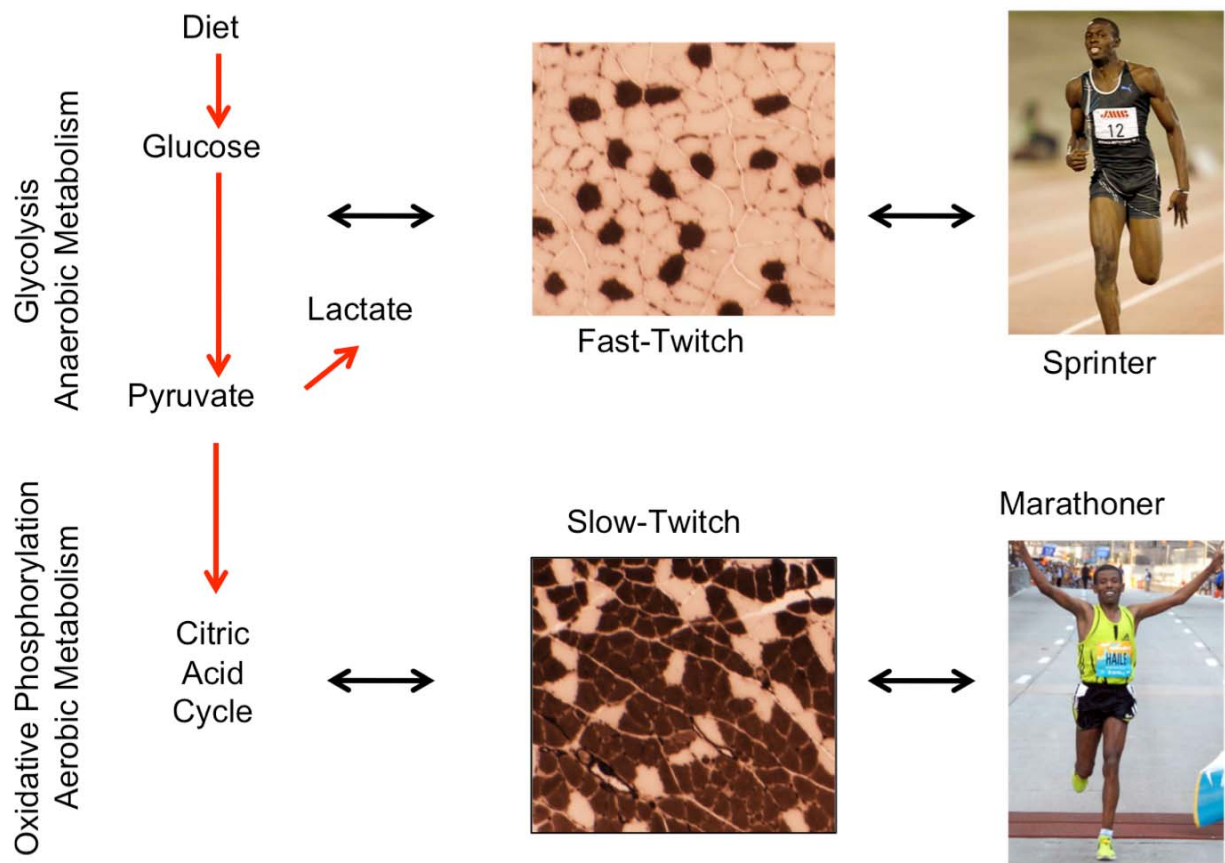 Diet
Glucose
Glycolysis
Anaerobic Metabolism
Lactate
Pyruvate
Fast-Twitch
12
Sprinter
Oxidative Phosphorylation
Aerobic Metabolism
Citric
Acid
Cycle
Slow-Twitch
Marathoner
HAILE